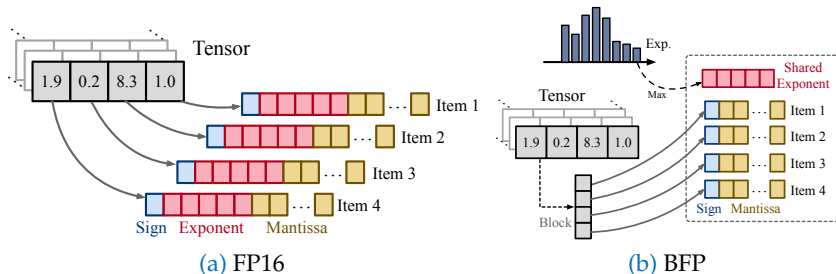 Tensor
1.9 0.2 8.3 1.0
... Item 1
... Item 2
... Item 3
... Item 4
Sign Exponent Mantissa
(a) FP16
Exp.
Max
Shared
Exponent
Tensor
1.9 0.2 8.3 1.0
Block
... Item 1
... Item 2
... Item 3
... Item 4
Sign Mantissa
(b) BFP